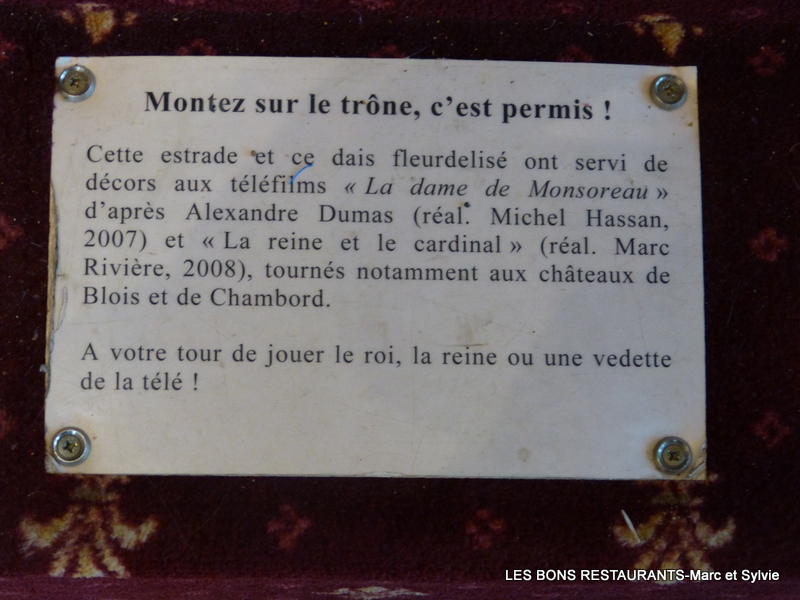 Montez sur le trône, c’est permis !
Cette estrade et ce dais fleurdelisé ont servi de
décors aux téléfilms « La dame de Monsoreau »
d’après Alexandre Dumas (réal. Michel Hassan,
2007) et « La reine et le cardinal » (réal. Marc
Rivière, 2008), tournés notamment aux châteaux de
Blois et de Chambord.
A votre tour de jouer le roi, la reine ou une vedette
de la télé !
LES BONS RESTAURANTS-Marc et Sylvie